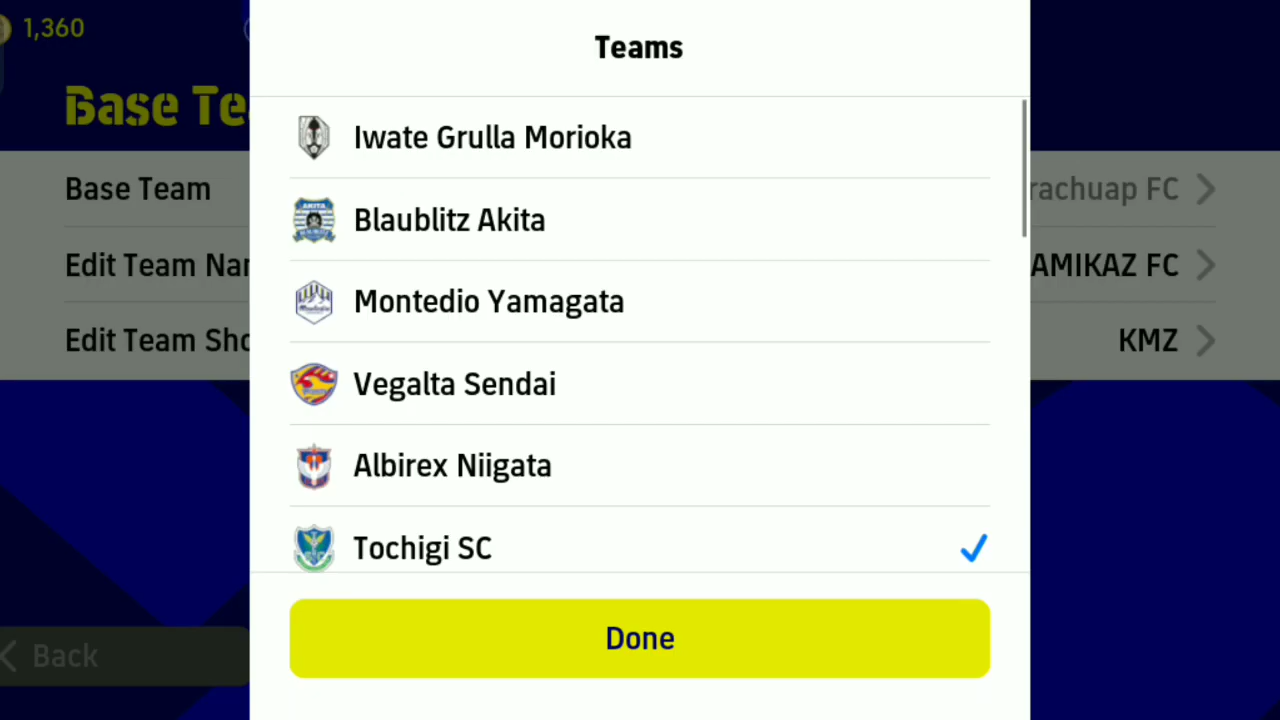 1,360
Base Te
Teams
Base Team
rachuap FC
Edit Team Nar
AMIKAZ FC
Edit Team Sho
KMZ
Iwate Grulla Morioka
Blaublitz Akita
Montedio Yamagata
Vegalta Sendai
Albirex Niigata
Tochigi SC
Done
Back